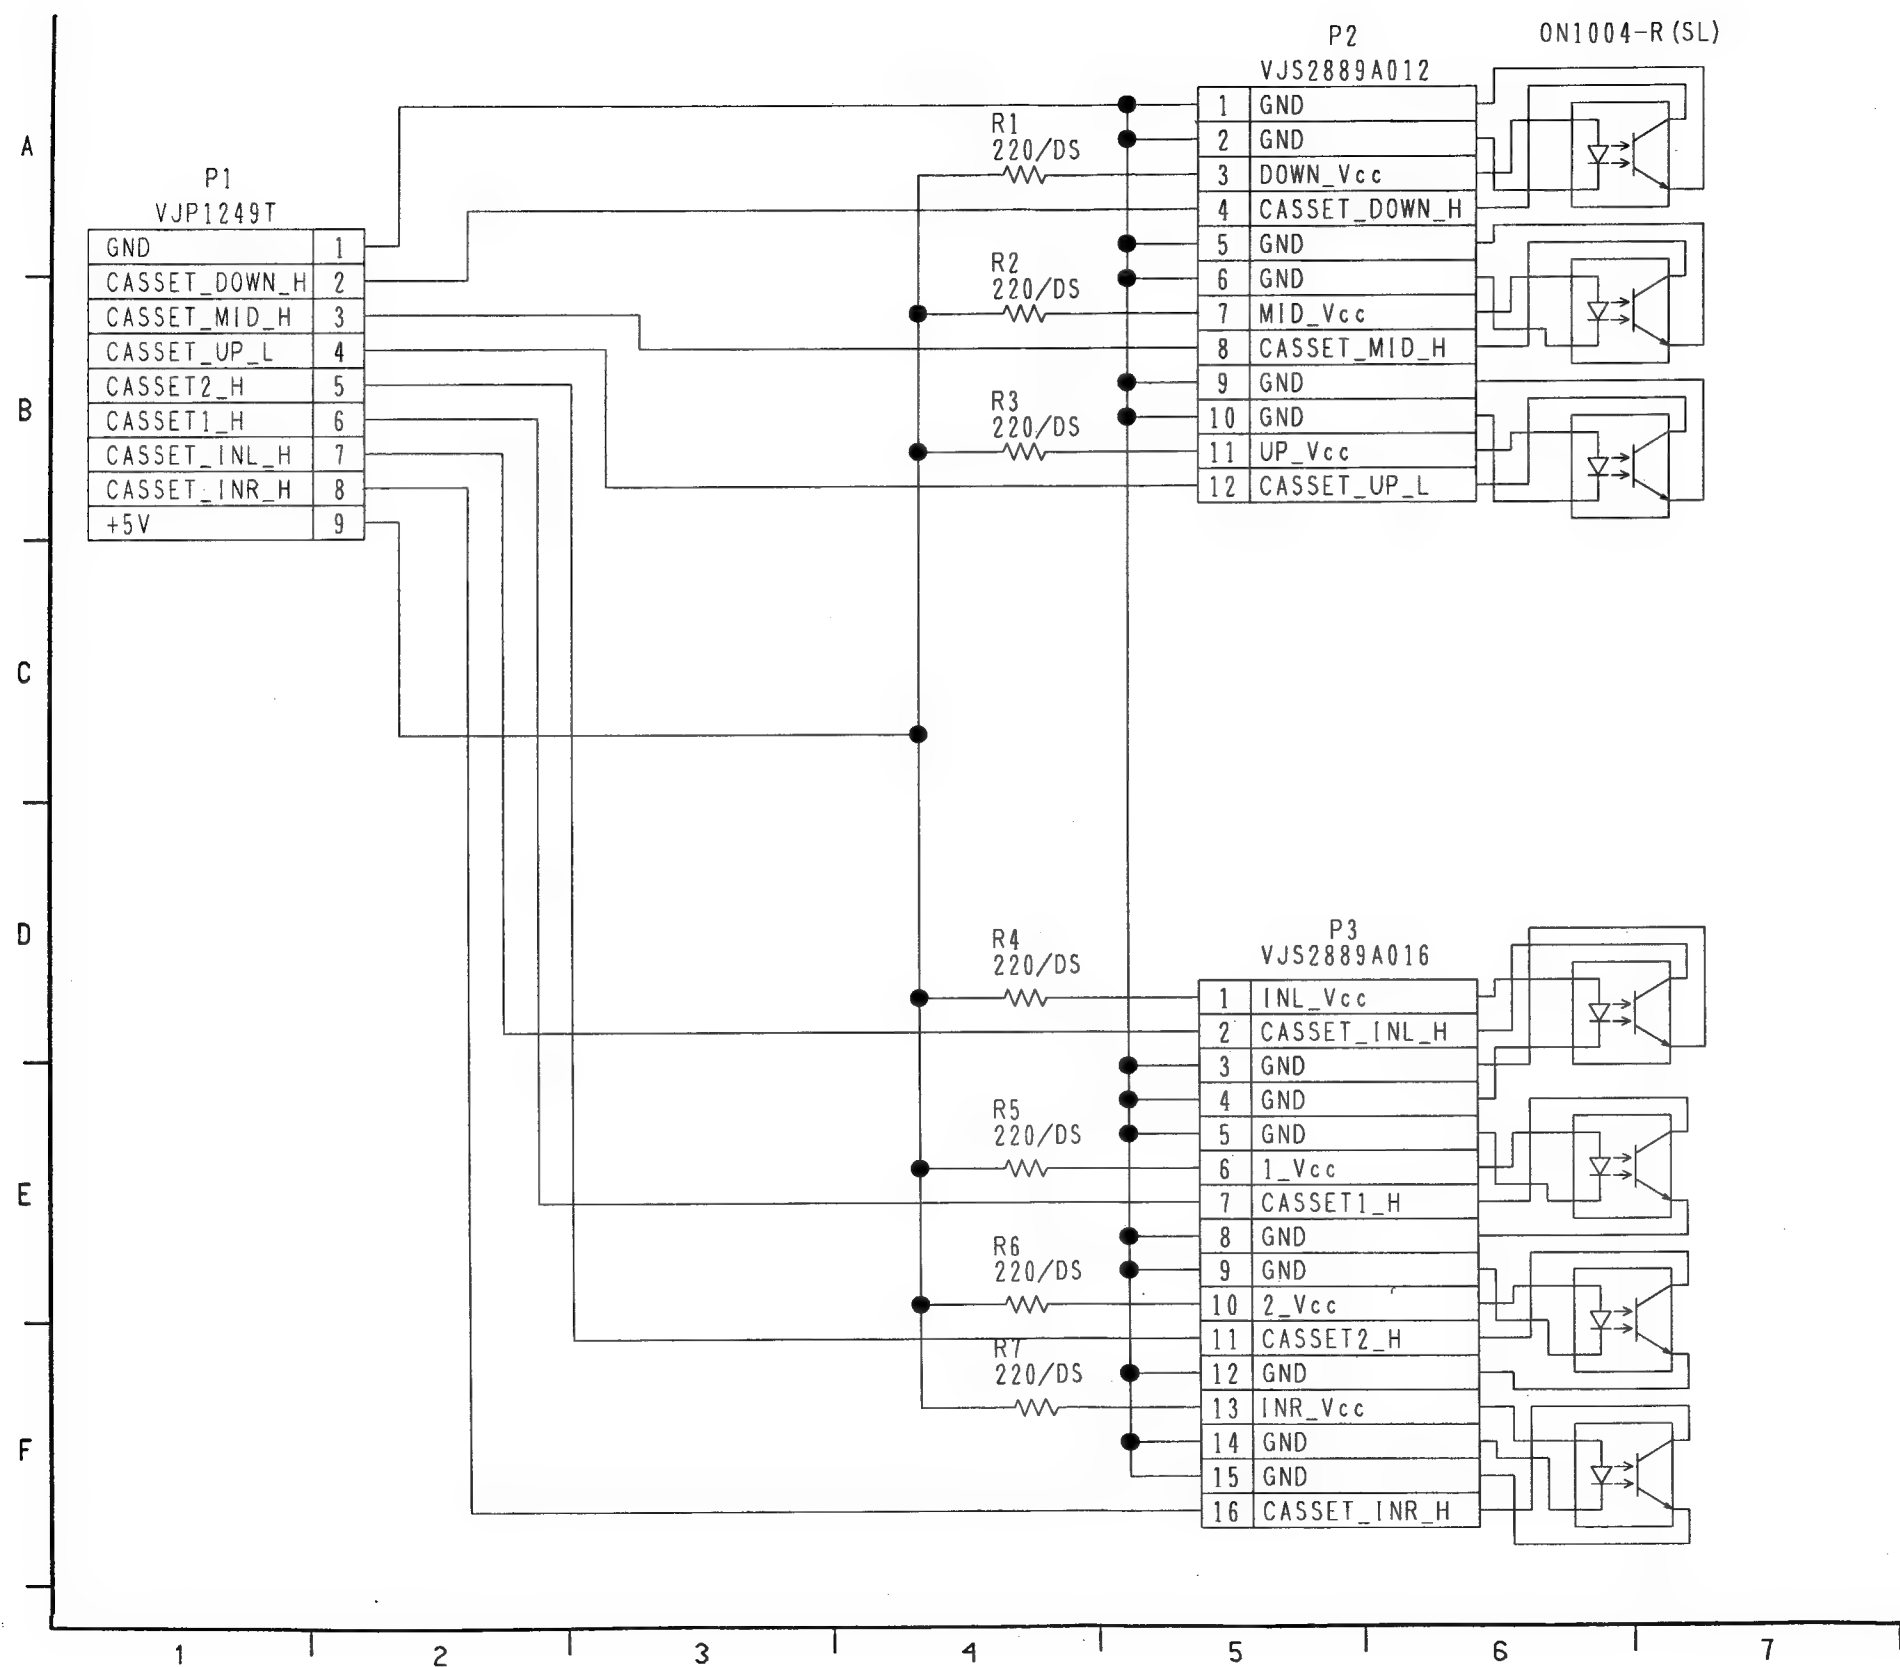 P2
ON1004-R(SL)
VJS2889A012
1 GND
2 GND
3 DOWN_Vcc
4 CASSET_DOWN_H
5 GND
6 GND
7 MID_Vcc
8 CASSET_MID_H
9 GND
10 GND
11 UP_Vcc
12 CASSET_UP_L
R1
220/DS
R2
220/DS
R3
220/DS
P1
VJP1249T
GND 1
CASSET_DOWN_H 2
CASSET_MID_H 3
CASSET_UP_L 4
CASSET2_H 5
CASSET1_H 6
CASSET_INL_H 7
CASSET_INR_H 8
+5V 9
R4
220/DS
R5
220/DS
R6
220/DS
R7
220/DS
P3
VJS2889A016
1 INL_Vcc
2 CASSET_INL_H
3 GND
4 GND
5 GND
6 1_Vcc
7 CASSET1_H
8 GND
9 GND
10 2_Vcc
11 CASSET2_H
12 GND
13 INR_Vcc
14 GND
15 GND
16 CASSET_INR_H
A
B
C
D
E
F
1 2 3 4 5 6 7